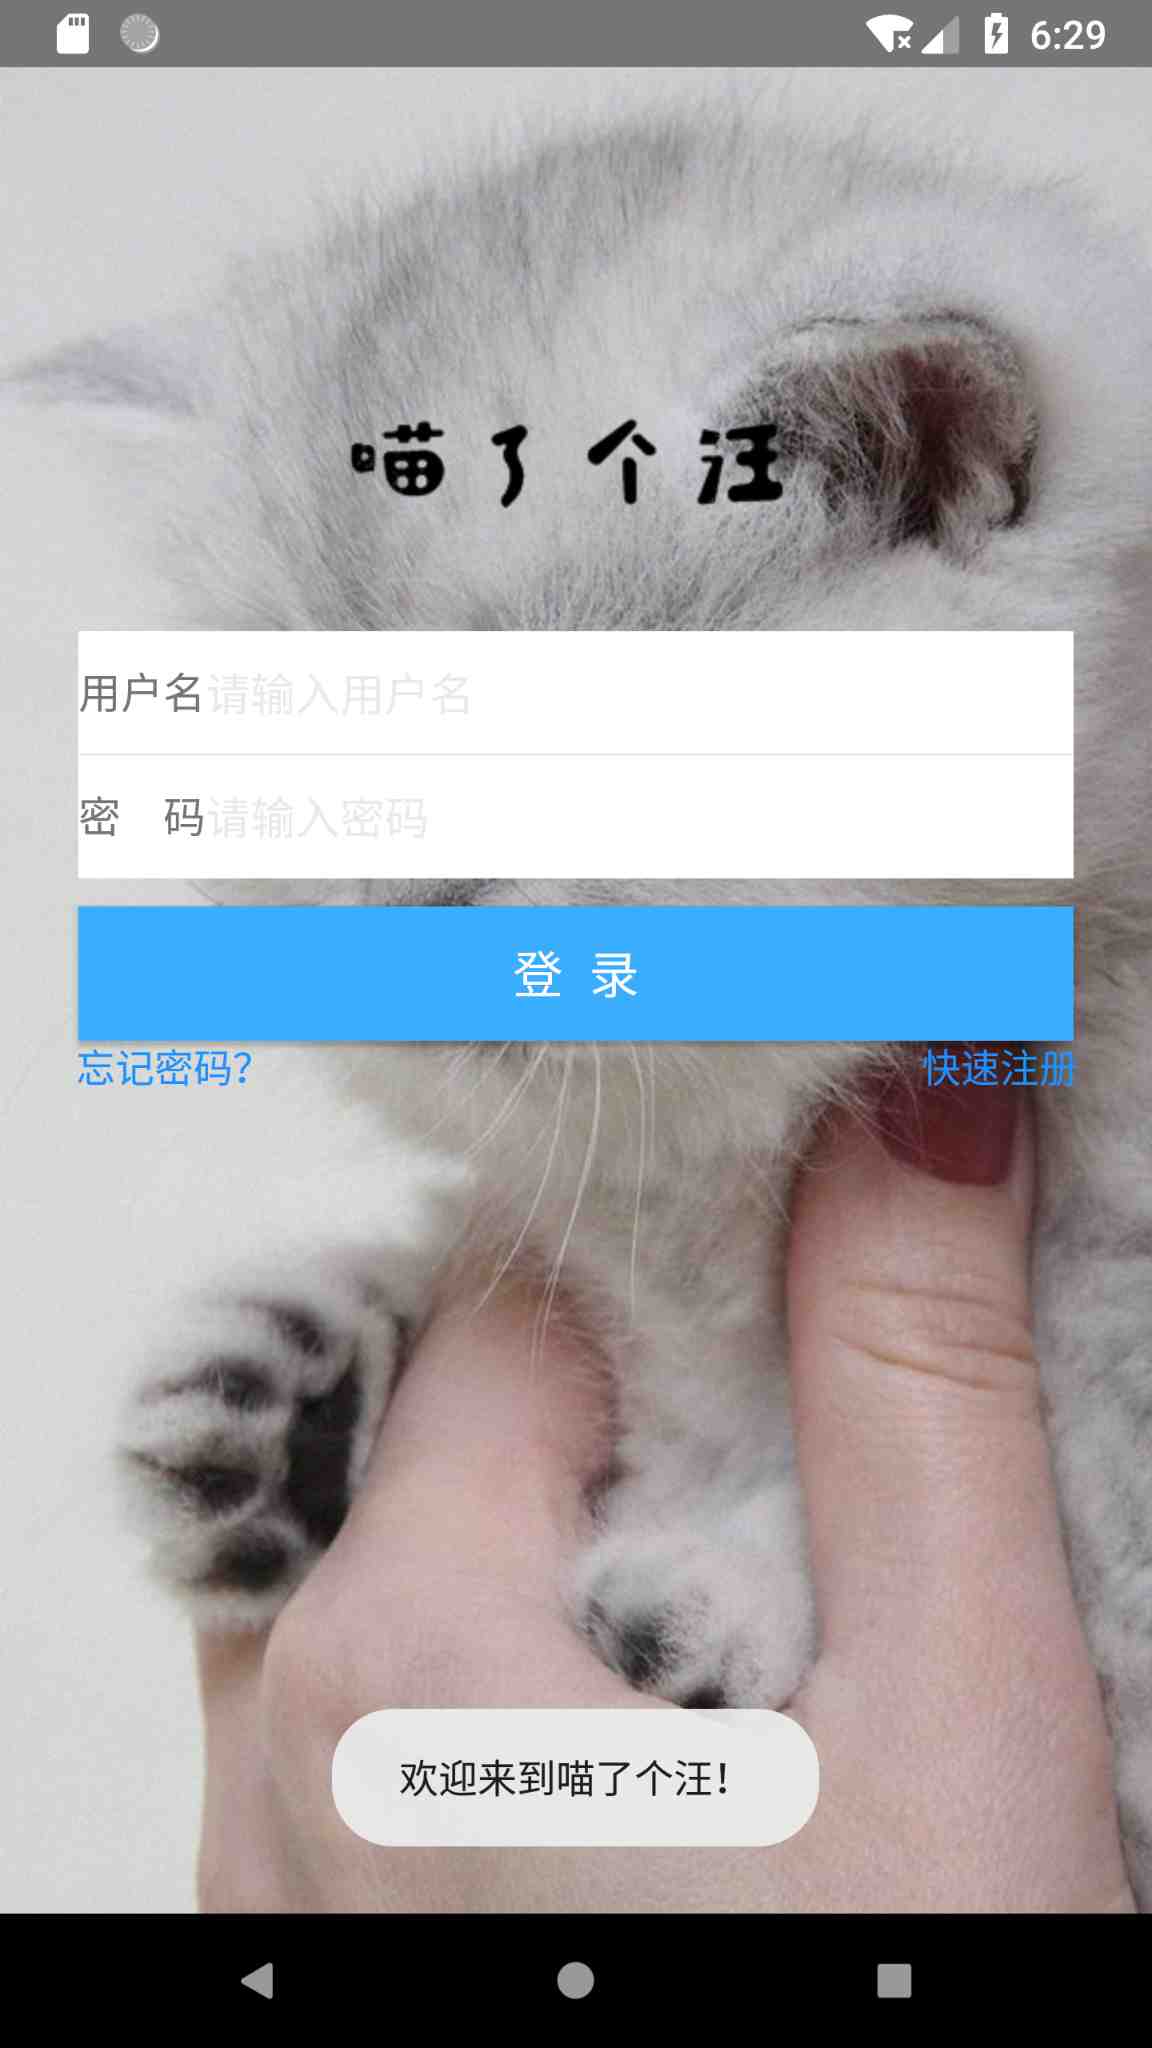 6:29
喵了个汪
用户名 请输入用户名
密 码 请输入密码
登 录
忘记密码? 快速注册
欢迎来到喵了个汪!